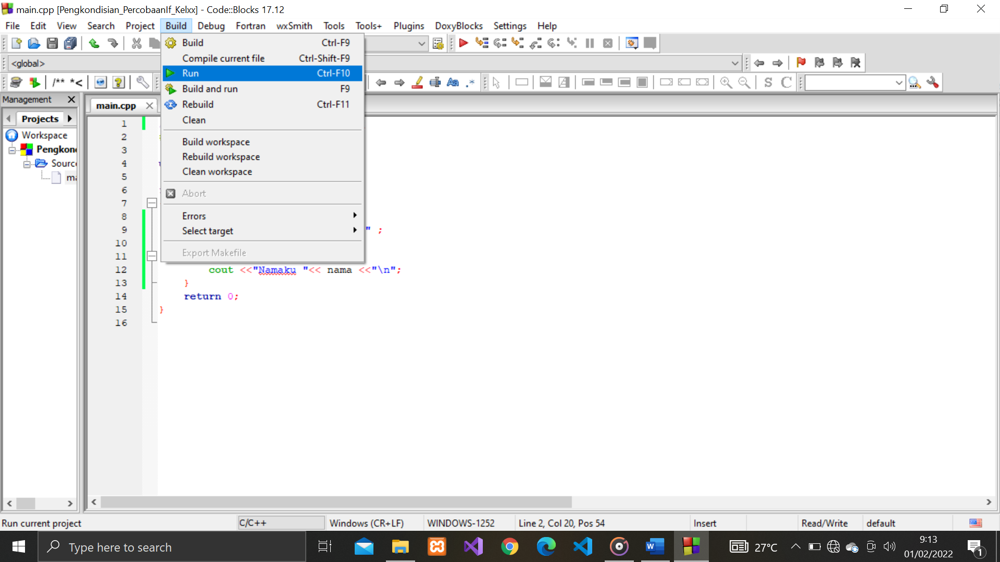 main.cpp [Pengkondisian_PercobaanIf_Kelxx] - Code::Blocks 17.12
File Edit View Search Project Build Debug Fortran wxSmith Tools Tools+ Plugins DoxyBlocks Settings Help
Build Ctrl-F9
Compile current file Ctrl-Shift-F9
Run Ctrl-F10
Build and run F9
Rebuild Ctrl-F11
Clean
Build workspace
Rebuild workspace
Clean workspace
Abort
Errors
Select target
Export Makefile
<global>
/** *<
Aa .*
S C
Management
Projects
Workspace
Pengkon
Source
ma
main.cpp
1
2
3
4
5
6
7
8
9 " ;
10
11
12 cout <<"Namaku "<< nama <<"\n";
13 }
14 return 0;
15 }
16
Run current project C/C++ Windows (CR+LF) WINDOWS-1252 Line 2, Col 20, Pos 54 Insert Read/Write default
Type here to search
27°C
9:13
01/02/2022
1